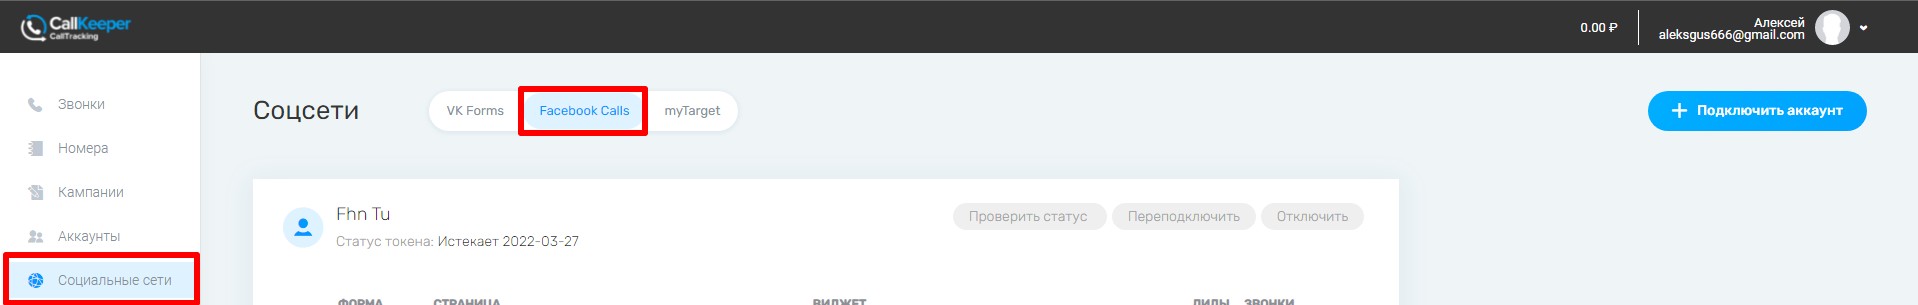 CallKeeper
CallTracking
0.00 ₽
Алексей
aleksgus666@gmail.com
Звонки
Номера
Кампании
Аккаунты
Социальные сети
Соцсети
VK Forms
Facebook Calls
myTarget
+ Подключить аккаунт
Fhn Tu
Статус токена: Истекает 2022-03-27
Проверить статус
Переподключить
Отключить
ФОРМА СТРАНИЦА ВИДЖЕТ ЛИДЫ ЗВОНКИ